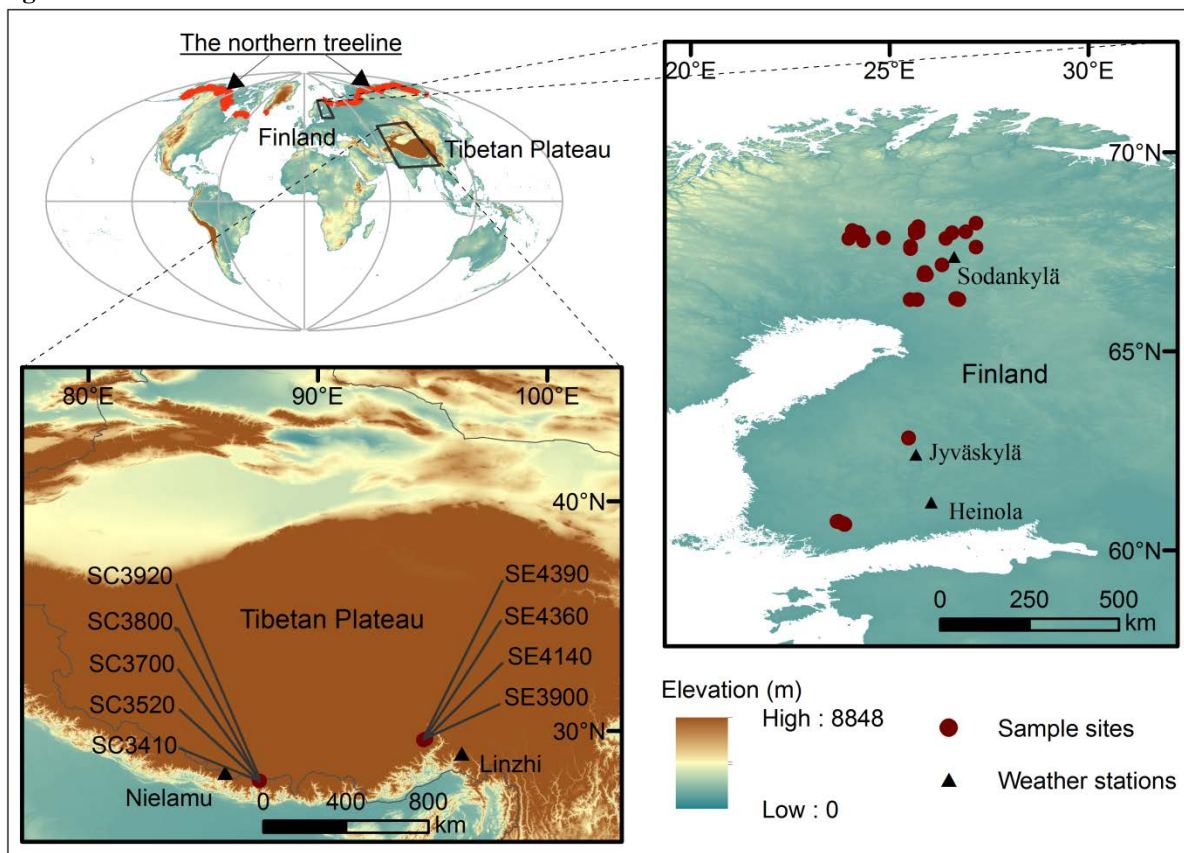 The northern treeline
Finland
Tibetan Plateau
20°E
25°E
30°E
70°N
Sodankylä
65°N
Finland
Jyväskylä
Heinola
60°N
0 250 500
km
80°E
90°E
100°E
40°N
SC3920
SC3800
SC3700
SC3520
SC3410
Tibetan Plateau
SE4390
SE4360
SE4140
SE3900
30°N
Nielamu
Linzhi
0 400 800
km
Elevation (m)
High : 8848
Low : 0
Sample sites
Weather stations